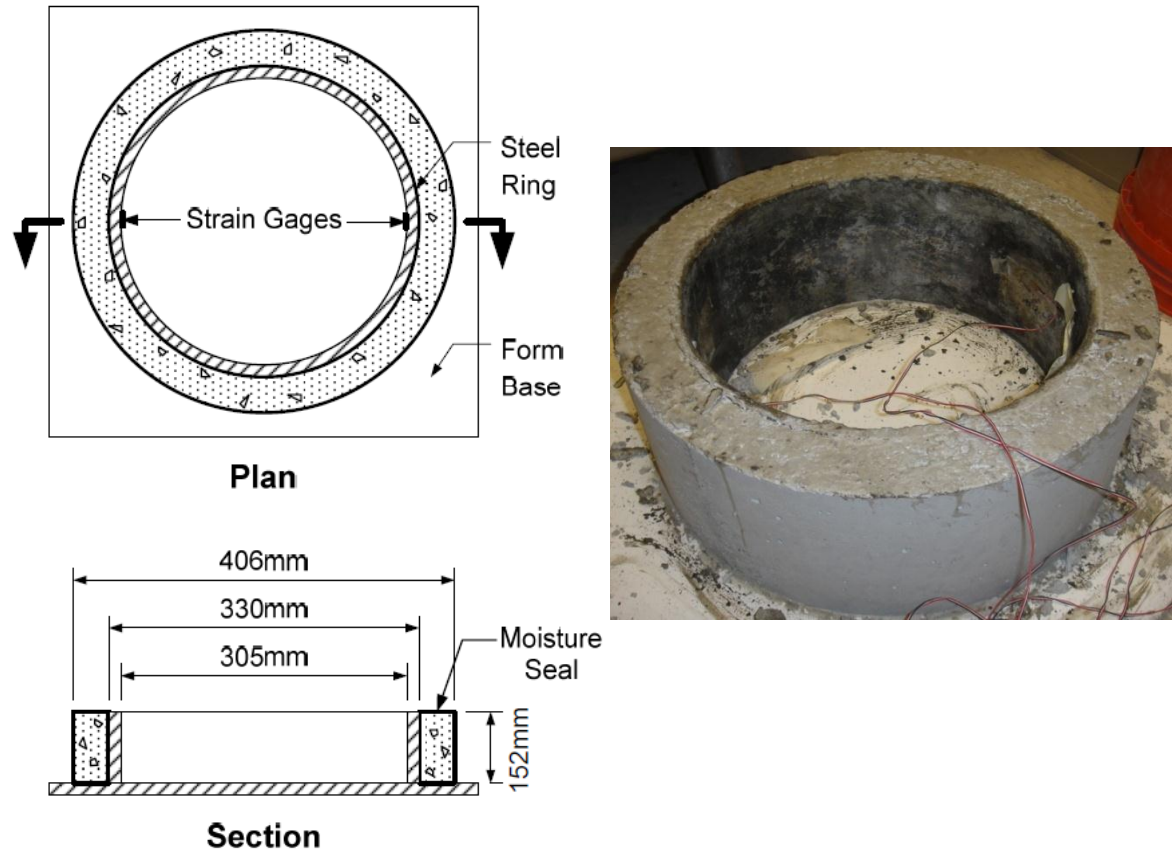 Steel
Ring
Strain Gages
Form
Base
Plan
406mm
330mm
305mm
Moisture
Seal
152mm
Section